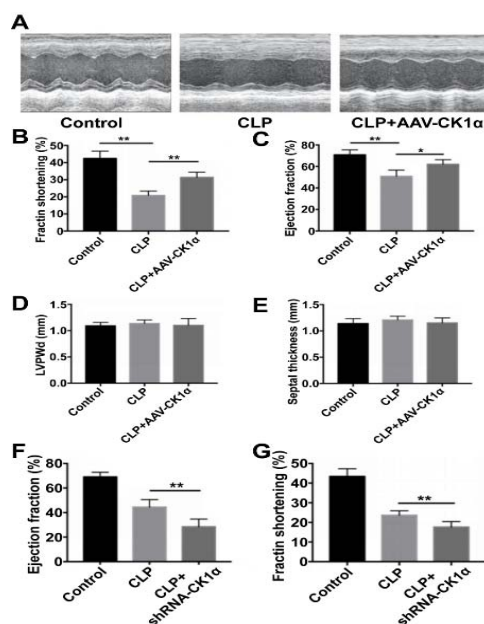 A
Control
CLP
CLP+AAV-CK1α
B
Fractin shortening (%)
50
40
30
20
10
0
**
**
Control
CLP
CLP+AAV-CK1α
C
Ejection fraction (%)
80
60
40
20
0
**
*
Control
CLP
CLP+AAV-CK1α
D
LVPWd (mm)
1.5
1.0
0.5
0.0
Control
CLP
CLP+AAV-CK1α
E
Septal thickness (mm)
1.5
1.0
0.5
0.0
Control
CLP
CLP+AAV-CK1α
F
Ejection fraction (%)
80
60
40
20
0
**
Control
CLP
CLP+
shRNA-CK1α
G
Fractin shortening (%)
50
40
30
20
10
0
**
Control
CLP
CLP+
shRNA-CK1α